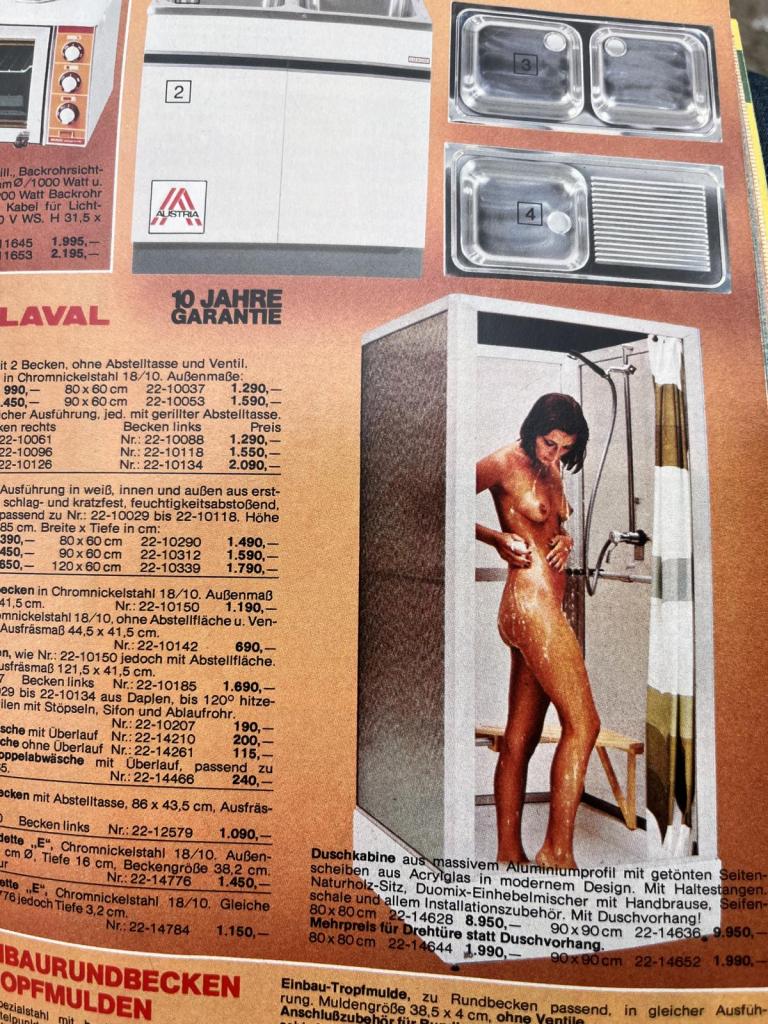 2
3
4
AUSTRIA
ill., Backrohrsicht-
mm Ø/1000 Watt u.
200 Watt Backrohr
Kabel für Licht-
0 V WS. H 31,5 x
11645 1.995,—
11653 2.195,—
LAVAL
10 JAHRE
GARANTIE
it 2 Becken, ohne Abstelltasse und Ventil.
in Chromnickelstahl 18/10. Außenmaße:
990,— 80 x 60 cm 22-10037 1.290,—
.450,— 90 x 60 cm 22-10053 1.590,—
icher Ausführung, jed. mit gerillter Abstelltasse.
ken rechts Becken links Preis
22-10061 Nr.: 22-10088 1.290,—
22-10096 Nr.: 22-10118 1.550,—
22-10126 Nr.: 22-10134 2.090,—
Ausführung in weiß, innen und außen aus erst-
schlag- und kratzfest, feuchtigkeitsabstoßend,
passend zu Nr.: 22-10029 bis 22-10118. Höhe
85 cm. Breite x Tiefe in cm:
390,— 80 x 60 cm 22-10290 1.490,—
450,— 90 x 60 cm 22-10312 1.590,—
650,— 120 x 60 cm 22-10339 1.790,—
ecken in Chromnickelstahl 18/10. Außenmaß
41,5 cm. Nr.: 22-10150 1.190,—
omnickelstahl 18/10, ohne Abstellfläche u. Ven-
Ausfräsmaß 44,5 x 41,5 cm.
Nr.: 22-10142 690,—
en, wie Nr.: 22-10150 jedoch mit Abstellfläche.
usfräsmaß 121,5 x 41,5 cm.
7 Becken links Nr.: 22-10185 1.690,—
029 bis 22-10134 aus Daplen, bis 120° hitze-
tilen mit Stöpseln, Sifon und Ablaufrohr.
Nr.: 22-10207 190,—
sche mit Überlauf Nr.: 22-14210 200,—
che ohne Überlauf Nr.: 22-14261 115,—
oppelabwäsche mit Überlauf, passend zu
5. Nr.: 22-14466 240,—
ecken mit Abstelltasse, 86 x 43,5 cm, Ausfräs-
0 Becken links Nr.: 22-12579 1.090,—
dette „E", Chromnickelstahl 18/10. Außen-
cm Ø, Tiefe 16 cm, Beckengröße 38,2 cm.
ur Nr.: 22-14776 1.450,—
ette „E", Chromnickelstahl 18/10. Gleiche
776 jedoch Tiefe 3,2 cm.
Nr.: 22-14784 1.150,—
Duschkabine aus massivem Aluminiumprofil mit getönten Seiten-
scheiben aus Acrylglas in modernem Design. Mit Haltestangen.
Naturholz-Sitz, Duomix-Einhebelmischer mit Handbrause, Seifen-
schale und allem Installationszubehör. Mit Duschvorhang!
80 x 80 cm 22-14628 8.950,— 90 x 90 cm 22-14636 9.950,—
Mehrpreis für Drehtüre statt Duschvorhang.
80 x 80 cm 22-14644 1.990,— 90 x 90 cm 22-14652 1.990,—
NBAURUNDBECKEN
OPFMULDEN
pezialstahl mit
Einbau-Tropfmulde, zu Rundbecken passend, in gleicher Ausfüh-
rung. Muldengröße 38,5 x 4 cm, ohne Ventile
Anschlußzubehör für